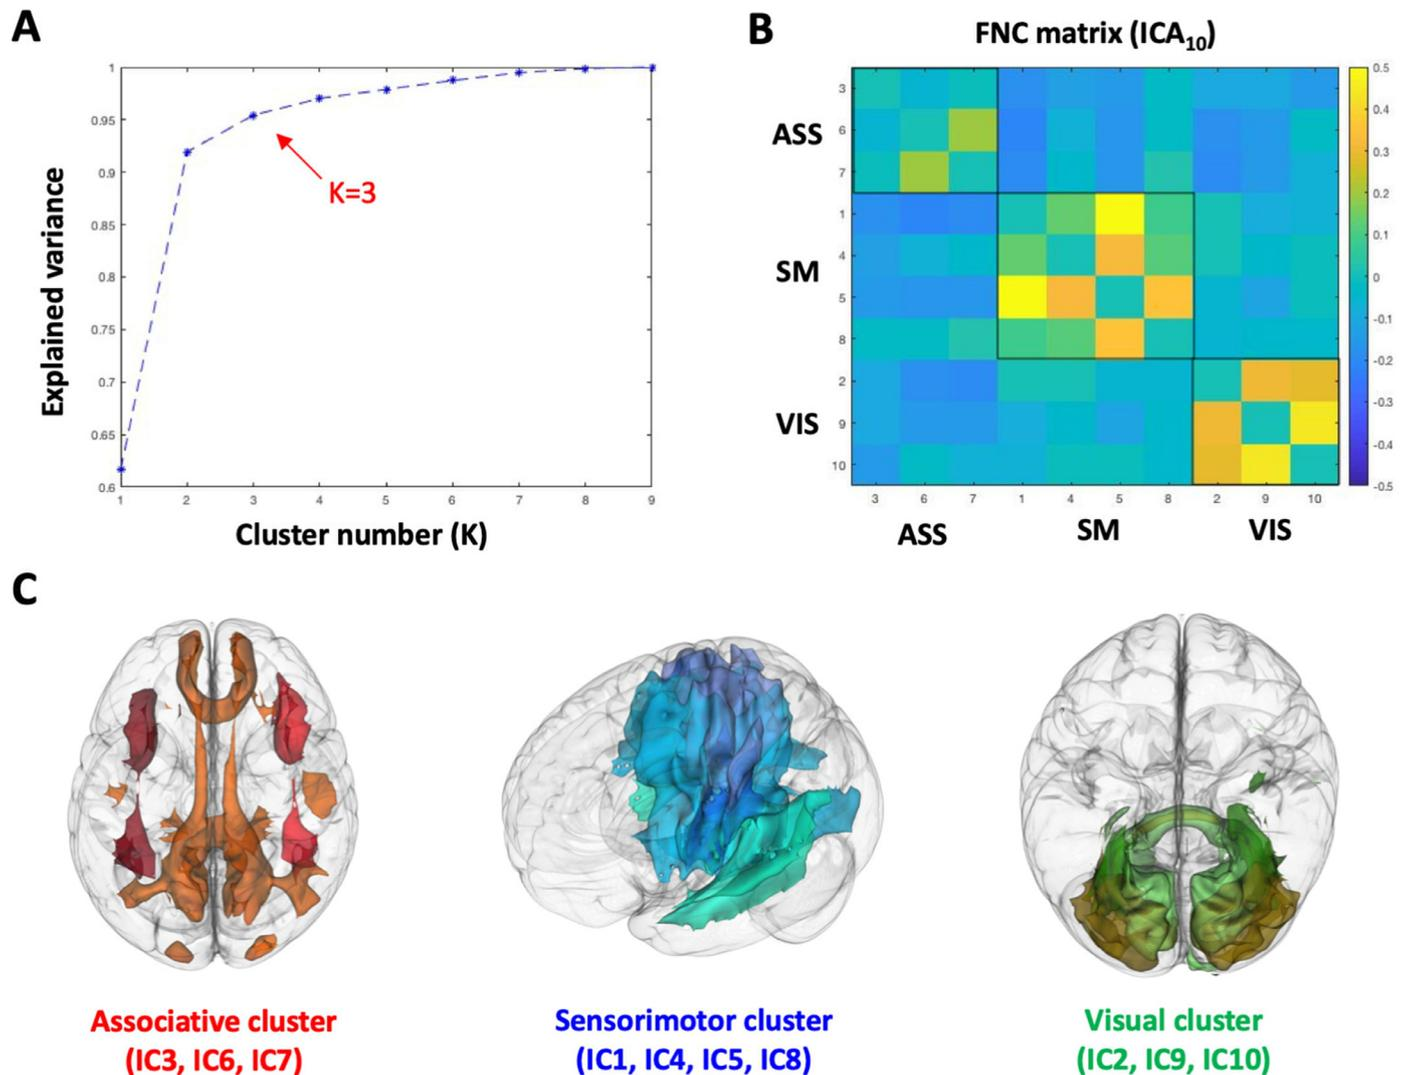 A
1
0.95
0.9
0.85
0.8
0.75
0.7
0.65
0.6
Explained variance
K=3
1 2 3 4 5 6 7 8 9
Cluster number (K)
B
FNC matrix (ICA10)
ASS
SM
VIS
3
6
7
1
4
5
8
2
9
10
3 6 7 1 4 5 8 2 9 10
ASS SM VIS
0.5
0.4
0.3
0.2
0.1
0
-0.1
-0.2
-0.3
-0.4
-0.5
C
Associative cluster
(IC3, IC6, IC7)
Sensorimotor cluster
(IC1, IC4, IC5, IC8)
Visual cluster
(IC2, IC9, IC10)